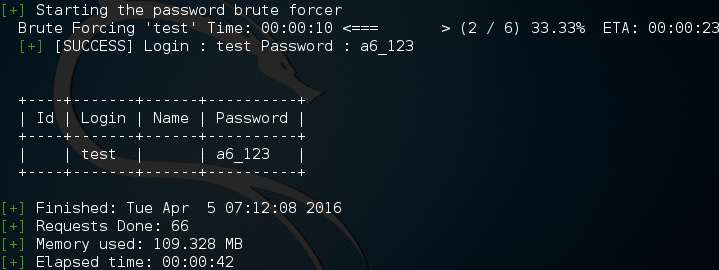 [+] Starting the password brute forcer
  Brute Forcing 'test' Time: 00:00:10 <===       > (2 / 6) 33.33%  ETA: 00:00:23
  [+] [SUCCESS] Login : test Password : a6_123
  +----+-------+------+----------+
  | Id | Login | Name | Password |
  +----+-------+------+----------+
  |    | test  |      | a6_123   |
  +----+-------+------+----------+
[+] Finished: Tue Apr  5 07:12:08 2016
[+] Requests Done: 66
[+] Memory used: 109.328 MB
[+] Elapsed time: 00:00:42